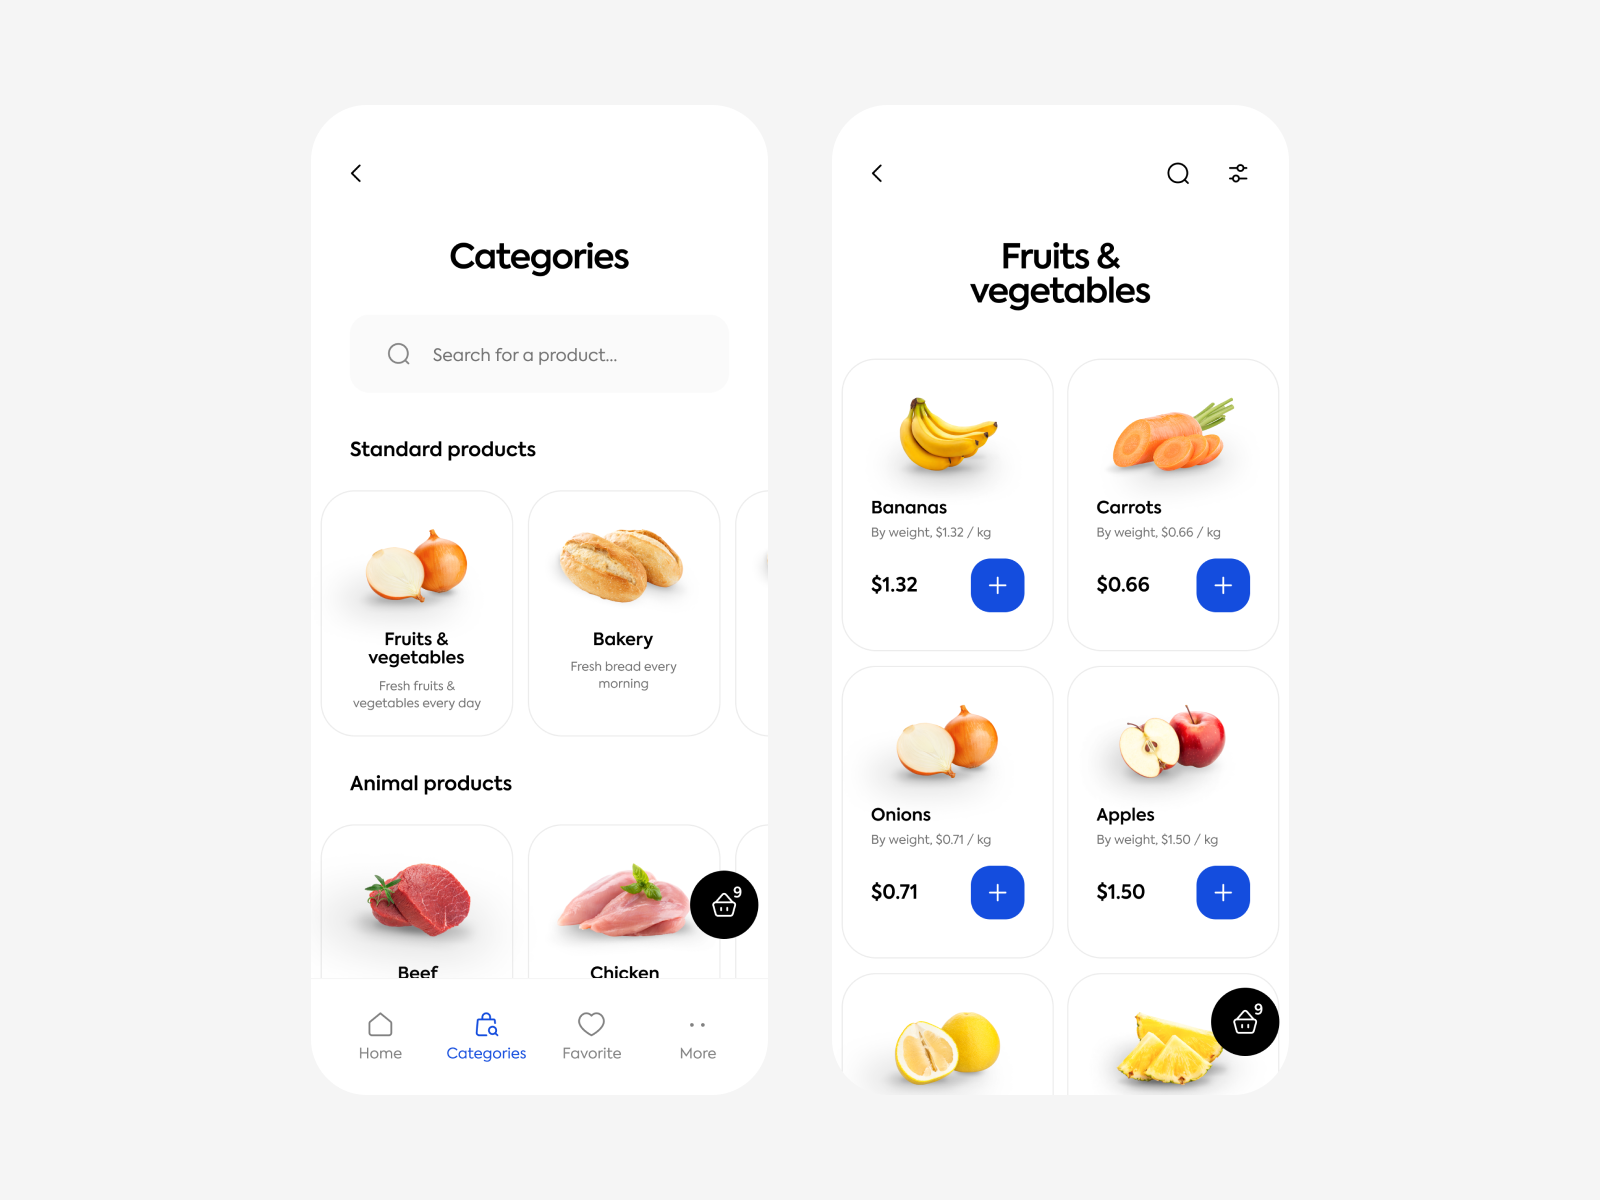 Categories
Search for a product...
Standard products
Fruits &
vegetables
Fresh fruits &
vegetables every day
Bakery
Fresh bread every
morning
Animal products
Beef
Chicken
9
Home
Categories
Favorite
More
Fruits &
vegetables
Bananas
By weight, $1.32 / kg
$1.32
Carrots
By weight, $0.66 / kg
$0.66
Onions
By weight, $0.71 / kg
$0.71
Apples
By weight, $1.50 / kg
$1.50
9